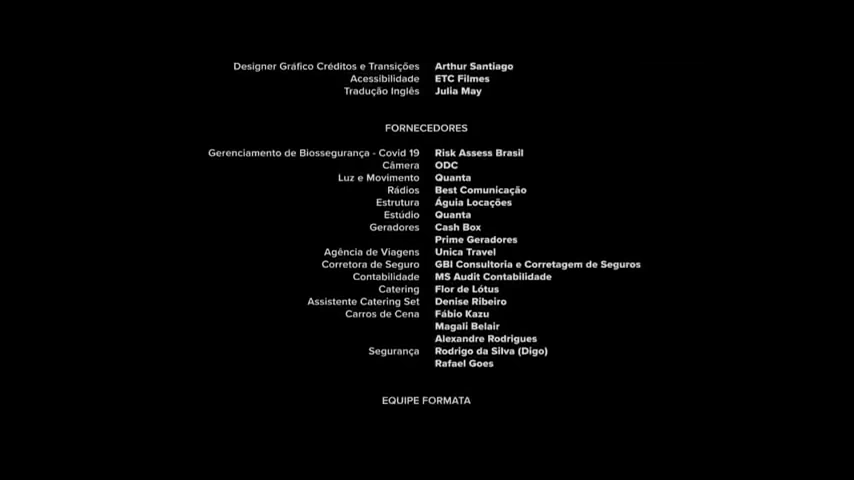 Designer Gráfico Créditos e Transições Arthur Santiago
Acessibilidade ETC Filmes
Tradução Inglês Julia May
FORNECEDORES
Gerenciamento de Biossegurança - Covid 19 Risk Assess Brasil
Câmera ODC
Luz e Movimento Quanta
Rádios Best Comunicação
Estrutura Águia Locações
Estúdio Quanta
Geradores Cash Box
Prime Geradores
Agência de Viagens Unica Travel
Corretora de Seguro GBI Consultoria e Corretagem de Seguros
Contabilidade MS Audit Contabilidade
Catering Flor de Lótus
Assistente Catering Set Denise Ribeiro
Carros de Cena Fábio Kazu
Magali Belair
Alexandre Rodrigues
Segurança Rodrigo da Silva (Digo)
Rafael Goes
EQUIPE FORMATA